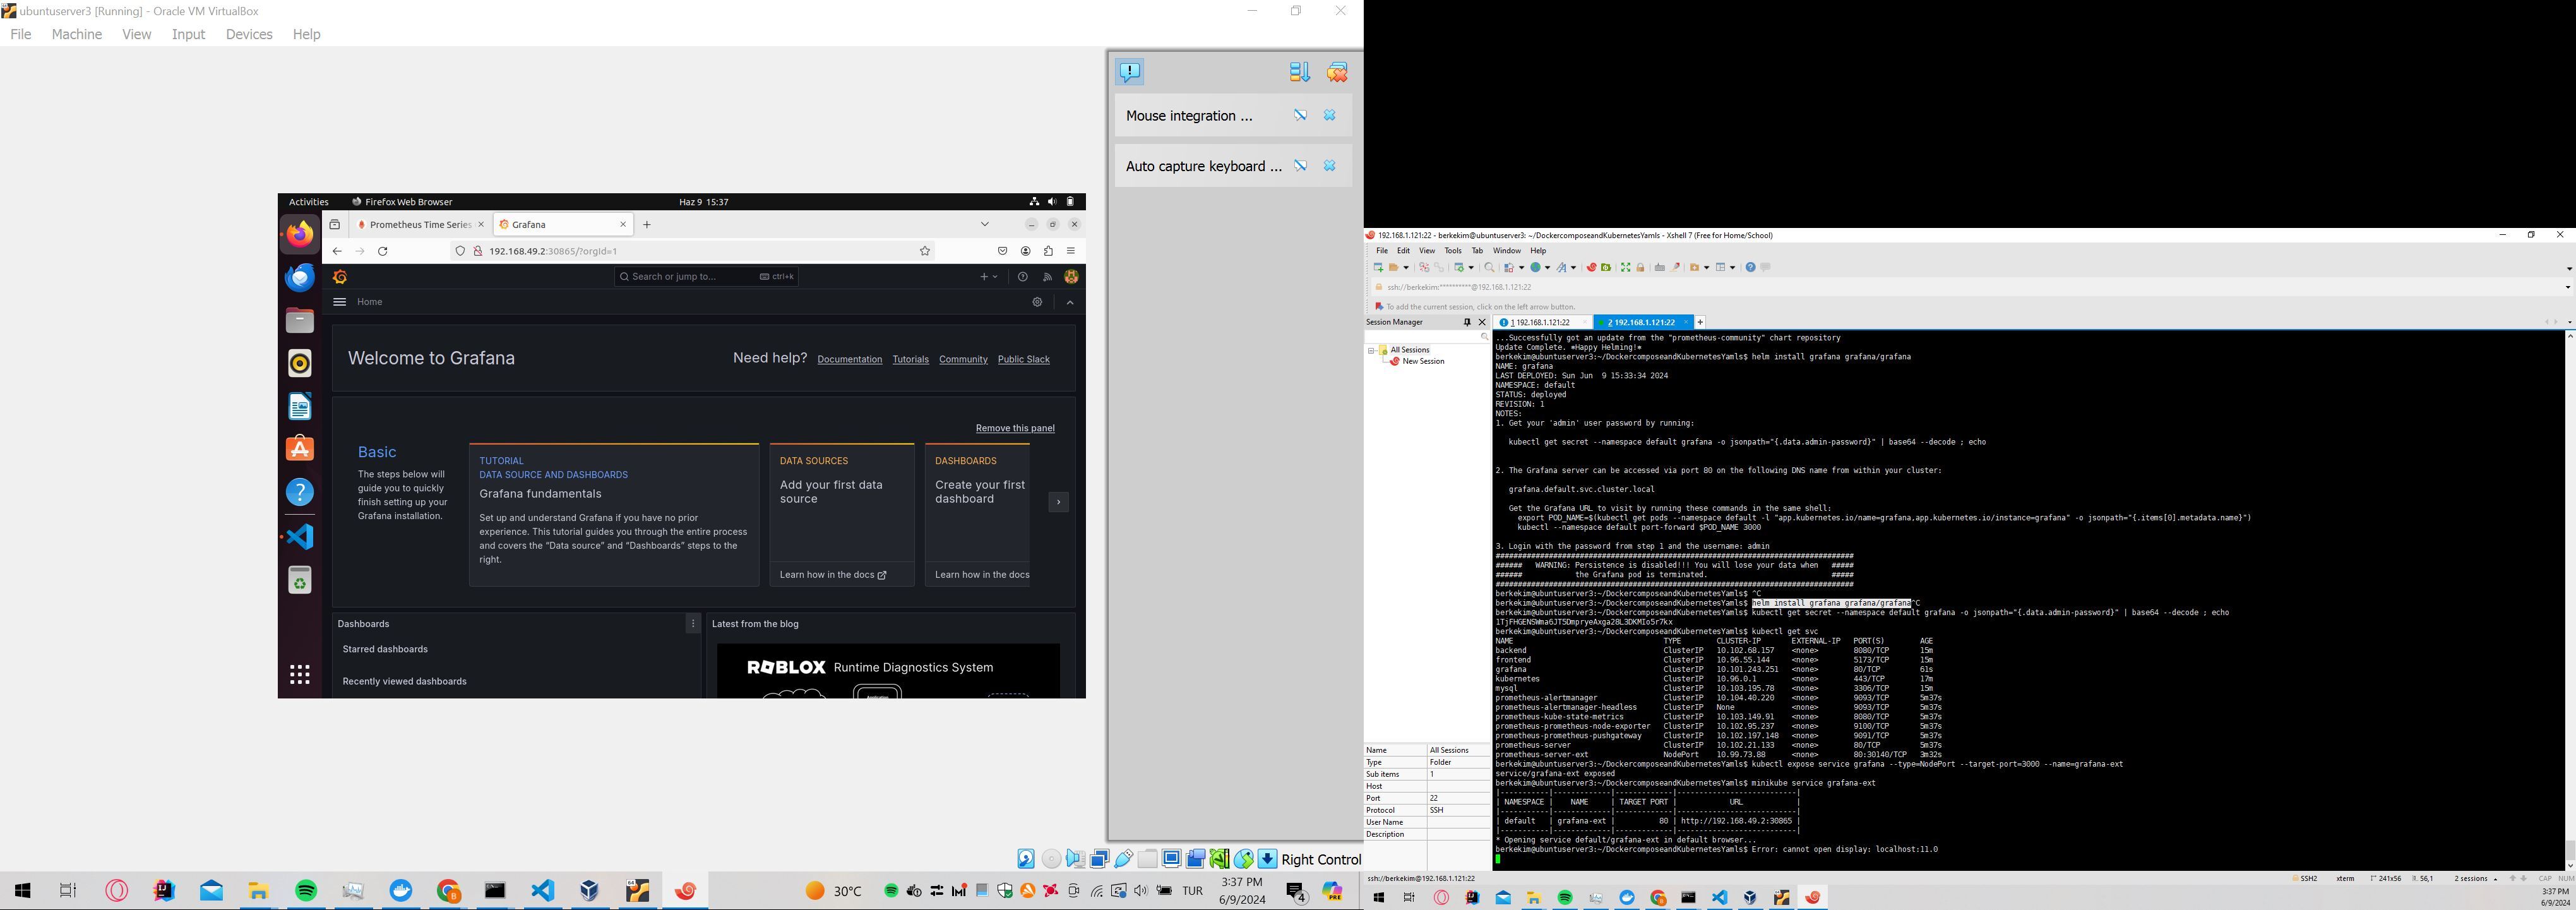 ubuntuserver3 [Running] - Oracle VM VirtualBox
File Machine View Input Devices Help
Mouse integration ...
Auto capture keyboard ...
Activities Firefox Web Browser Haz 9 15:37
Prometheus Time Series Grafana
192.168.49.2:30865/?orgId=1
Search or jump to... ctrl+k
Home
Welcome to Grafana
Need help? Documentation Tutorials Community Public Slack
Remove this panel
Basic
The steps below will
guide you to quickly
finish setting up your
Grafana installation.
TUTORIAL
DATA SOURCE AND DASHBOARDS
Grafana fundamentals
Set up and understand Grafana if you have no prior
experience. This tutorial guides you through the entire process
and covers the “Data source” and “Dashboards” steps to the
right.
DATA SOURCES
Add your first data
source
Learn how in the docs
DASHBOARDS
Create your first
dashboard
Learn how in the docs
Dashboards
Starred dashboards
Recently viewed dashboards
Latest from the blog
ROBLOX Runtime Diagnostics System
Right Control
30°C TUR 3:37 PM
6/9/2024
4
PRE
192.168.1.121:22 - berkekim@ubuntuserver3: ~/DockercomposeandKubernetesYamls - Xshell 7 (Free for Home/School)
File Edit View Tools Tab Window Help
ssh://berkekim:**********@192.168.1.121:22
To add the current session, click on the left arrow button.
Session Manager
1 192.168.1.121:22 2 192.168.1.121:22
All Sessions
New Session
Name All Sessions
Type Folder
Sub items 1
Host
Port 22
Protocol SSH
User Name
Description
...Successfully got an update from the "prometheus-community" chart repository
Update Complete. ⎈Happy Helming!⎈
berkekim@ubuntuserver3:~/DockercomposeandKubernetesYamls$ helm install grafana grafana/grafana
NAME: grafana
LAST DEPLOYED: Sun Jun  9 15:33:34 2024
NAMESPACE: default
STATUS: deployed
REVISION: 1
NOTES:
1. Get your 'admin' user password by running:
kubectl get secret --namespace default grafana -o jsonpath="{.data.admin-password}" | base64 --decode ; echo
2. The Grafana server can be accessed via port 80 on the following DNS name from within your cluster:
grafana.default.svc.cluster.local
Get the Grafana URL to visit by running these commands in the same shell:
export POD_NAME=$(kubectl get pods --namespace default -l "app.kubernetes.io/name=grafana,app.kubernetes.io/instance=grafana" -o jsonpath="{.items[0].metadata.name}")
kubectl --namespace default port-forward $POD_NAME 3000
3. Login with the password from step 1 and the username: admin
#################################################################################
######   WARNING: Persistence is disabled!!! You will lose your data when   #####
######            the Grafana pod is terminated.                            #####
#################################################################################
berkekim@ubuntuserver3:~/DockercomposeandKubernetesYamls$ ^C
berkekim@ubuntuserver3:~/DockercomposeandKubernetesYamls$ helm install grafana grafana/grafana^C
berkekim@ubuntuserver3:~/DockercomposeandKubernetesYamls$ kubectl get secret --namespace default grafana -o jsonpath="{.data.admin-password}" | base64 --decode ; echo
1TjFHGENSWma6JT5DmpryeAxga28L3DKMIo5r7kx
berkekim@ubuntuserver3:~/DockercomposeandKubernetesYamls$ kubectl get svc
NAME TYPE CLUSTER-IP EXTERNAL-IP PORT(S) AGE
backend ClusterIP 10.102.68.157 <none> 8080/TCP 15m
frontend ClusterIP 10.96.55.144 <none> 5173/TCP 15m
grafana ClusterIP 10.101.243.251 <none> 80/TCP 61s
kubernetes ClusterIP 10.96.0.1 <none> 443/TCP 17m
mysql ClusterIP 10.103.195.78 <none> 3306/TCP 15m
prometheus-alertmanager ClusterIP 10.104.40.220 <none> 9093/TCP 5m37s
prometheus-alertmanager-headless ClusterIP None <none> 9093/TCP 5m37s
prometheus-kube-state-metrics ClusterIP 10.103.149.91 <none> 8080/TCP 5m37s
prometheus-prometheus-node-exporter ClusterIP 10.102.95.237 <none> 9100/TCP 5m37s
prometheus-prometheus-pushgateway ClusterIP 10.102.197.148 <none> 9091/TCP 5m37s
prometheus-server ClusterIP 10.102.21.133 <none> 80/TCP 5m37s
prometheus-server-ext NodePort 10.99.73.88 <none> 80:30140/TCP 3m32s
berkekim@ubuntuserver3:~/DockercomposeandKubernetesYamls$ kubectl expose service grafana --type=NodePort --target-port=3000 --name=grafana-ext
service/grafana-ext exposed
berkekim@ubuntuserver3:~/DockercomposeandKubernetesYamls$ minikube service grafana-ext
|-----------|-------------|-------------|---------------------------|
| NAMESPACE | NAME | TARGET PORT | URL |
|-----------|-------------|-------------|---------------------------|
| default | grafana-ext | 80 | http://192.168.49.2:30865 |
|-----------|-------------|-------------|---------------------------|
* Opening service default/grafana-ext in default browser...
berkekim@ubuntuserver3:~/DockercomposeandKubernetesYamls$ Error: cannot open display: localhost:11.0
ssh://berkekim@192.168.1.121:22 SSH2 xterm 241x56 56,1 2 sessions CAP NUM
3:37 PM
6/9/2024